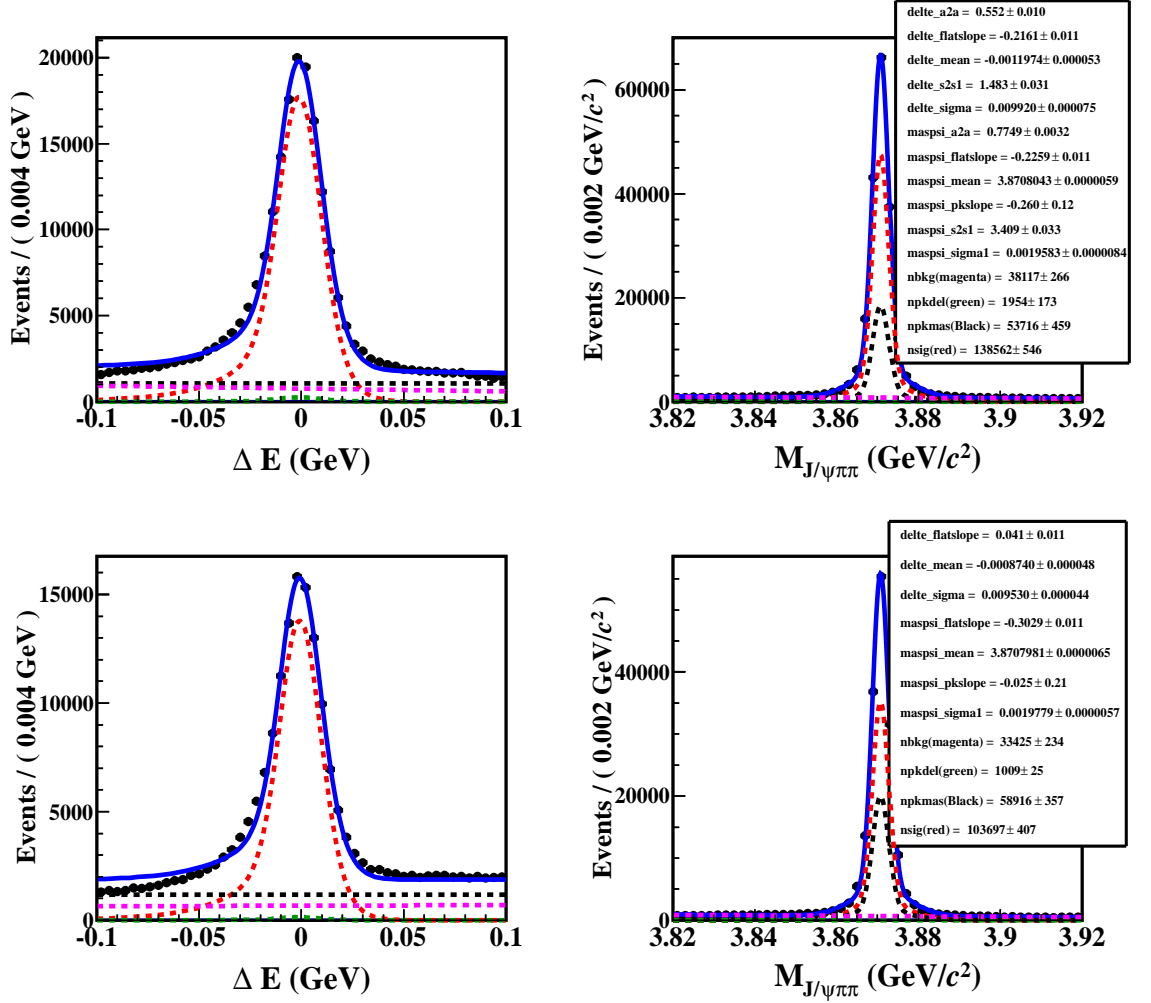 Events / ( 0.004 GeV )
20000
15000
10000
5000
0
-0.1 -0.05 0 0.05 0.1
Δ E (GeV)
Events / ( 0.002 GeV/c² )
60000
40000
20000
0
3.82 3.84 3.86 3.88 3.9 3.92
M_J/ψππ (GeV/c²)
delte_a2a = 0.552 ± 0.010
delte_flatslope = -0.2161 ± 0.011
delte_mean = -0.0011974 ± 0.000053
delte_s2s1 = 1.483 ± 0.031
delte_sigma = 0.009920 ± 0.000075
maspsi_a2a = 0.7749 ± 0.0032
maspsi_flatslope = -0.2259 ± 0.011
maspsi_mean = 3.8708043 ± 0.0000059
maspsi_pkslope = -0.260 ± 0.12
maspsi_s2s1 = 3.409 ± 0.033
maspsi_sigma1 = 0.0019583 ± 0.0000084
nbkg(magenta) = 38117 ± 266
npkdel(green) = 1954 ± 173
npkmas(Black) = 53716 ± 459
nsig(red) = 138562 ± 546
Events / ( 0.004 GeV )
15000
10000
5000
0
-0.1 -0.05 0 0.05 0.1
Δ E (GeV)
Events / ( 0.002 GeV/c² )
40000
20000
0
3.82 3.84 3.86 3.88 3.9 3.92
M_J/ψππ (GeV/c²)
delte_flatslope = 0.041 ± 0.011
delte_mean = -0.0008740 ± 0.000048
delte_sigma = 0.009530 ± 0.000044
maspsi_flatslope = -0.3029 ± 0.011
maspsi_mean = 3.8707981 ± 0.0000065
maspsi_pkslope = -0.025 ± 0.21
maspsi_sigma1 = 0.0019779 ± 0.0000057
nbkg(magenta) = 33425 ± 234
npkdel(green) = 1009 ± 25
npkmas(Black) = 58916 ± 357
nsig(red) = 103697 ± 407